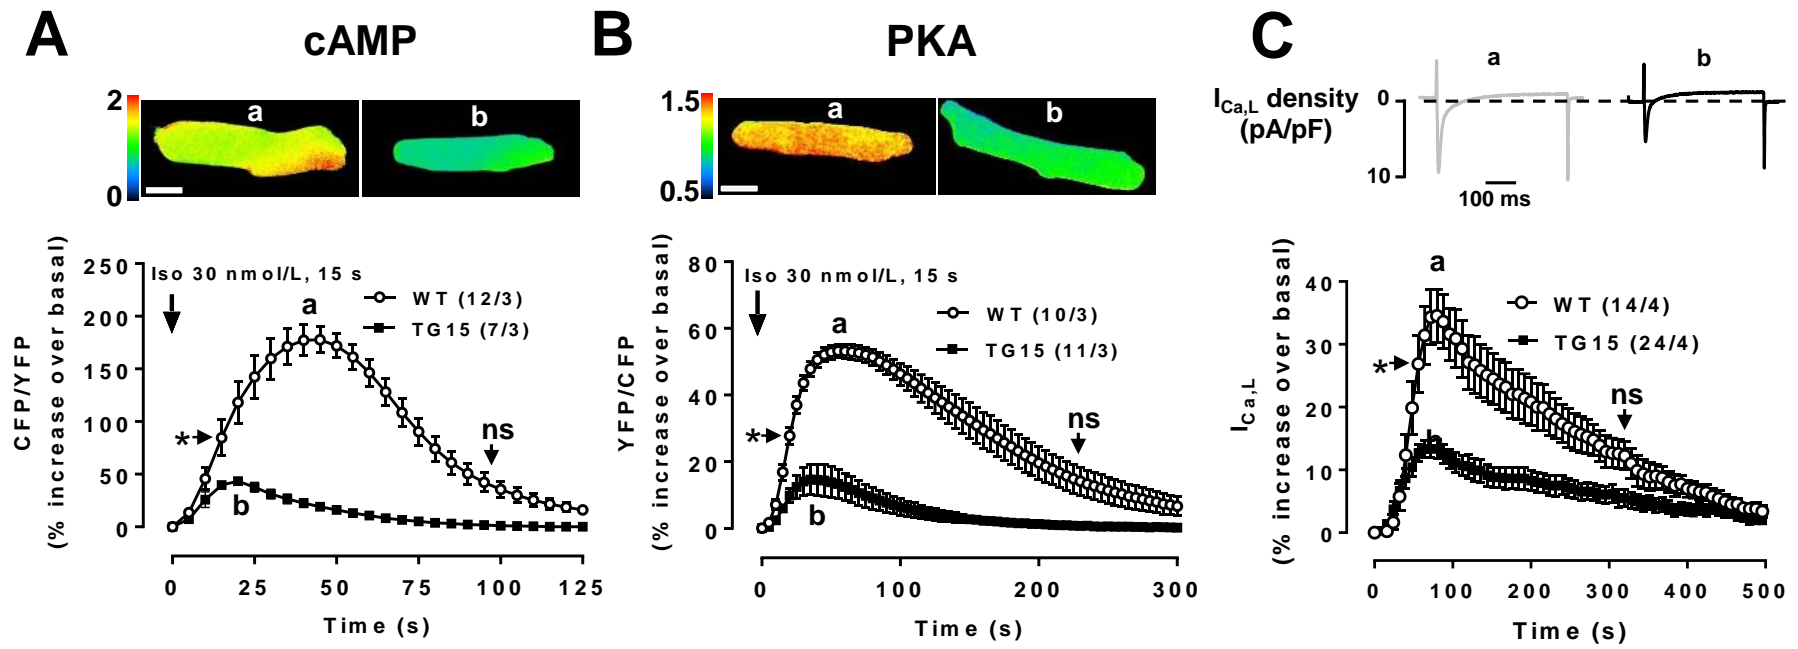 A
cAMP
2
0
a
b
CFP/YFP
(% increase over basal)
250
200
150
100
50
0
Iso 30 nmol/L, 15 s
a
WT (12/3)
TG15 (7/3)
*
ns
b
0
25
50
75
100
125
Time (s)
B
PKA
1.5
0.5
a
b
YFP/CFP
(% increase over basal)
80
60
40
20
0
Iso 30 nmol/L, 15 s
a
WT (10/3)
TG15 (11/3)
*
ns
b
0
100
200
300
Time (s)
C
a
b
ICa,L density
(pA/pF)
0
10
100 ms
ICa,L
(% increase over basal)
40
30
20
10
0
a
WT (14/4)
TG15 (24/4)
*
ns
b
0
100
200
300
400
500
Time (s)